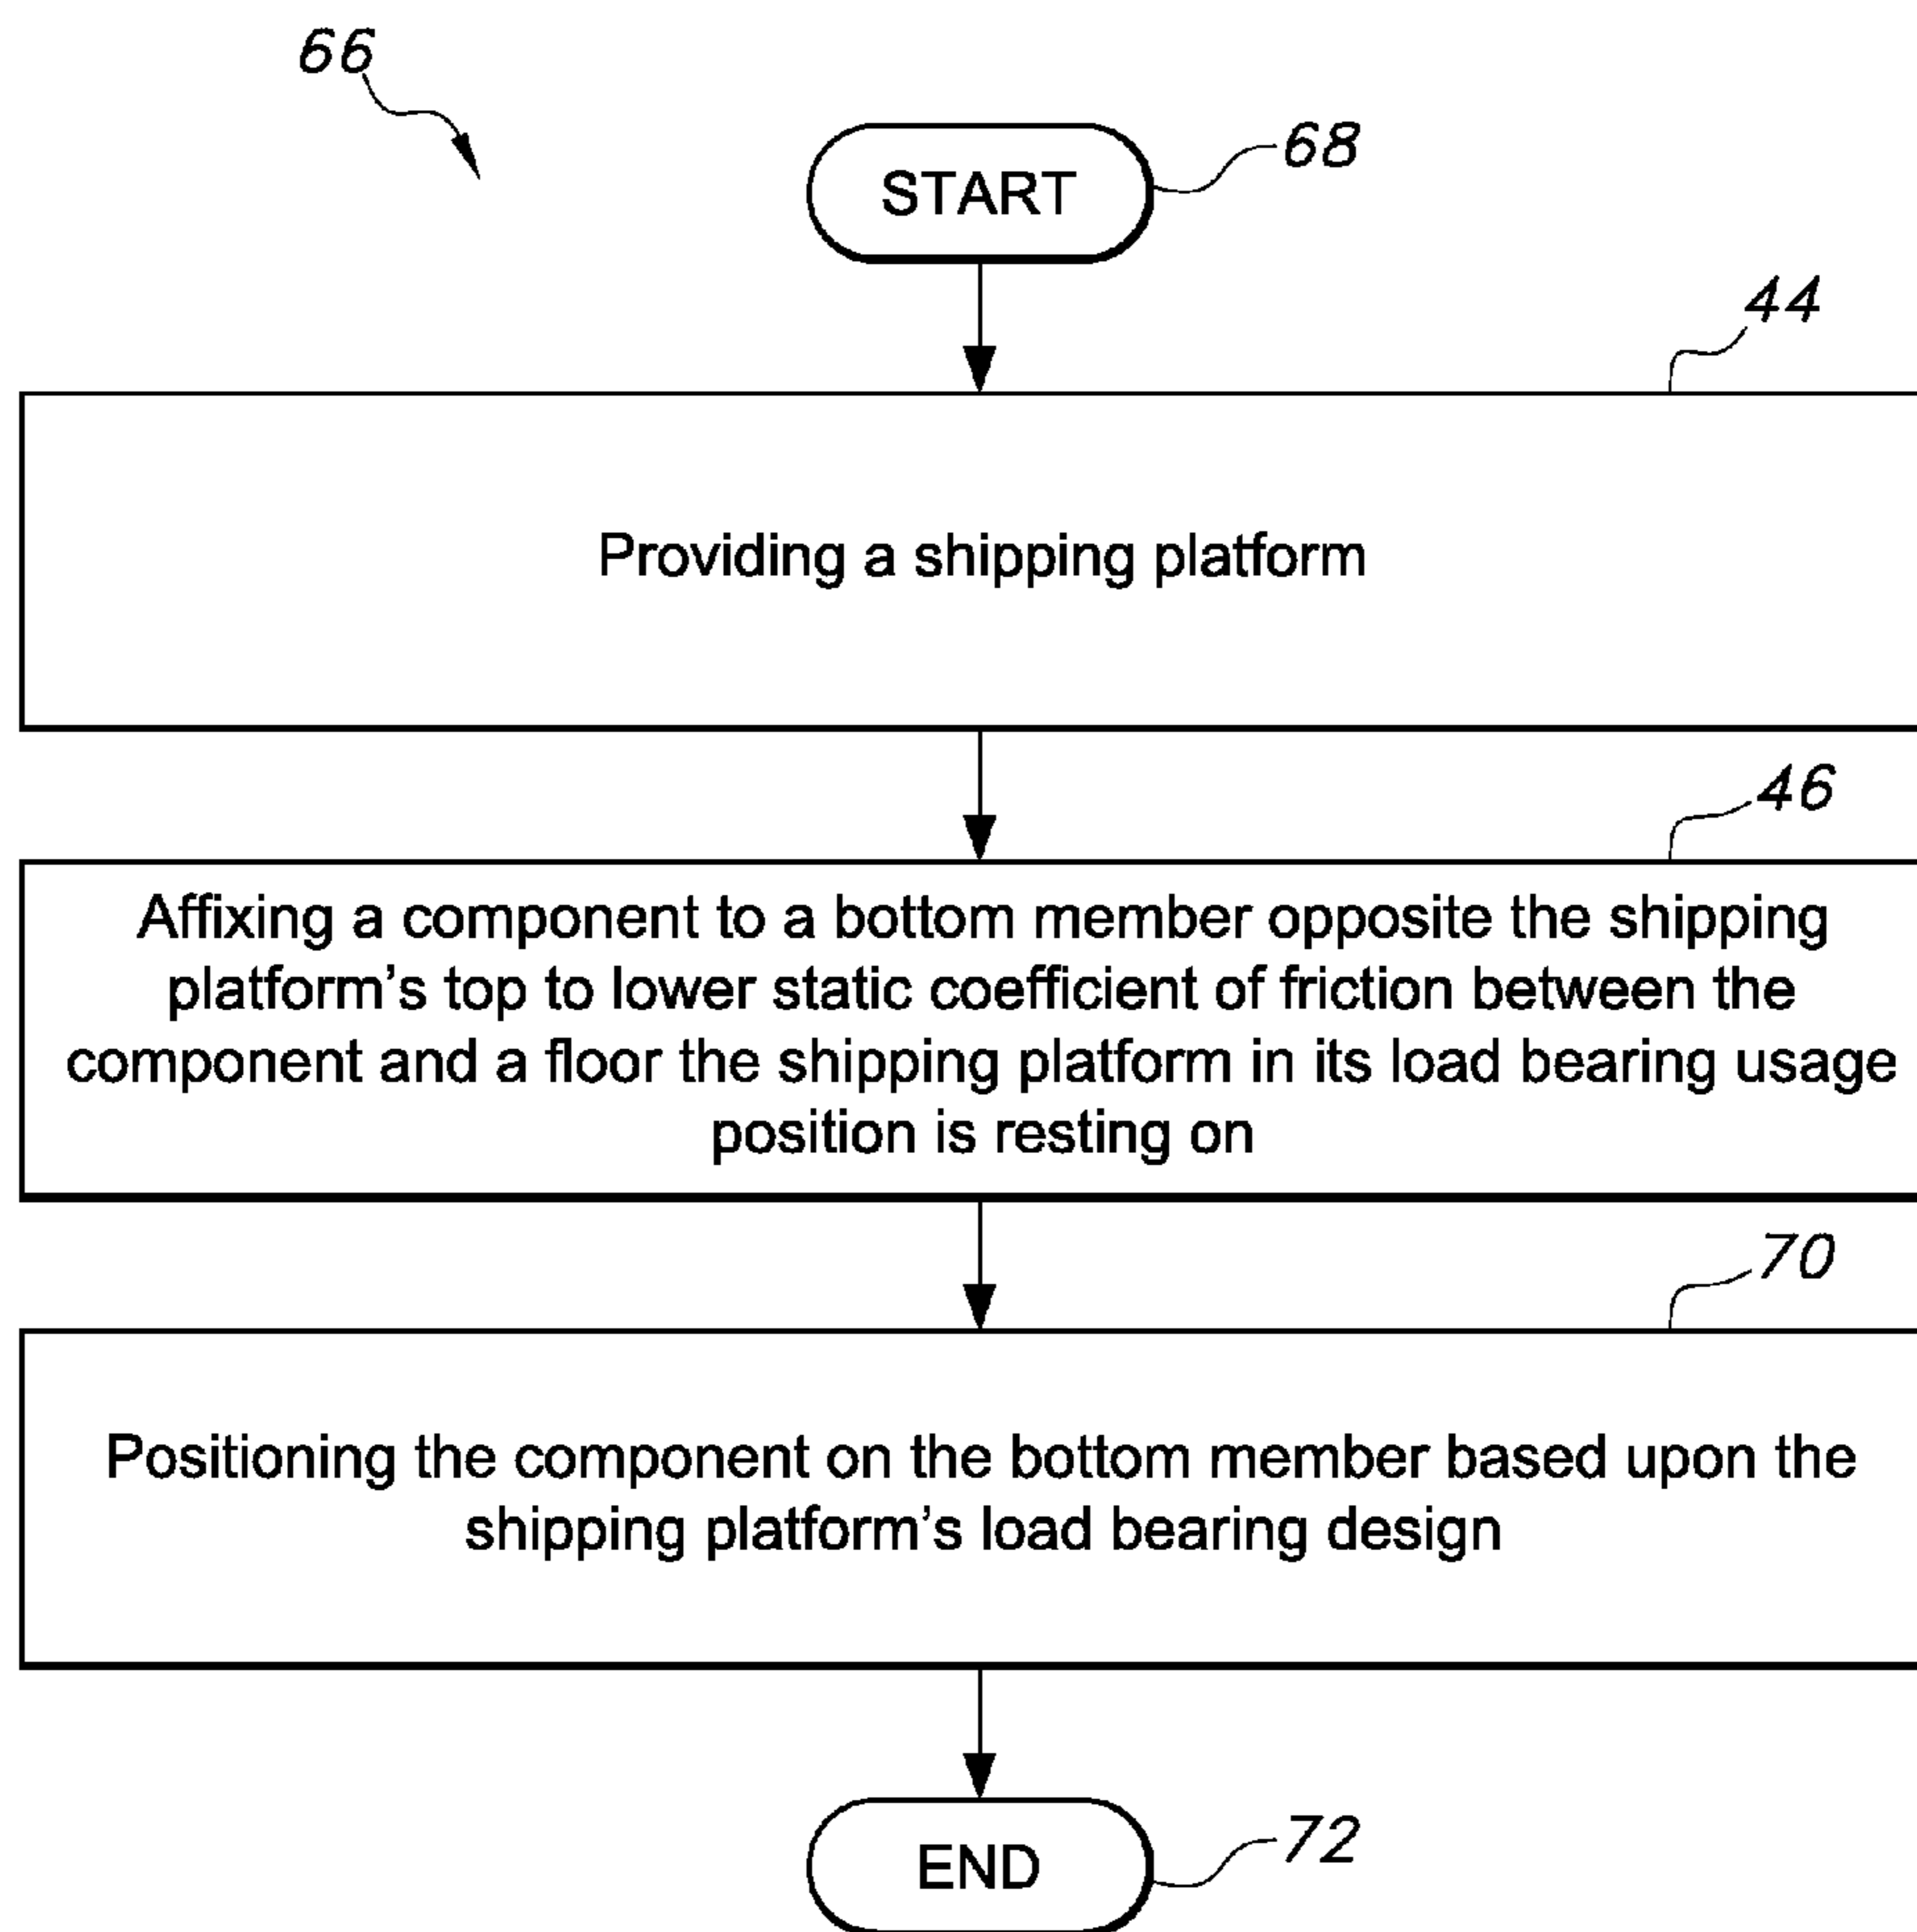 66
START
68
44
Providing a shipping platform
46
Affixing a component to a bottom member opposite the shipping
platform's top to lower static coefficient of friction between the
component and a floor the shipping platform in its load bearing usage
position is resting on
70
Positioning the component on the bottom member based upon the
shipping platform's load bearing design
END
72